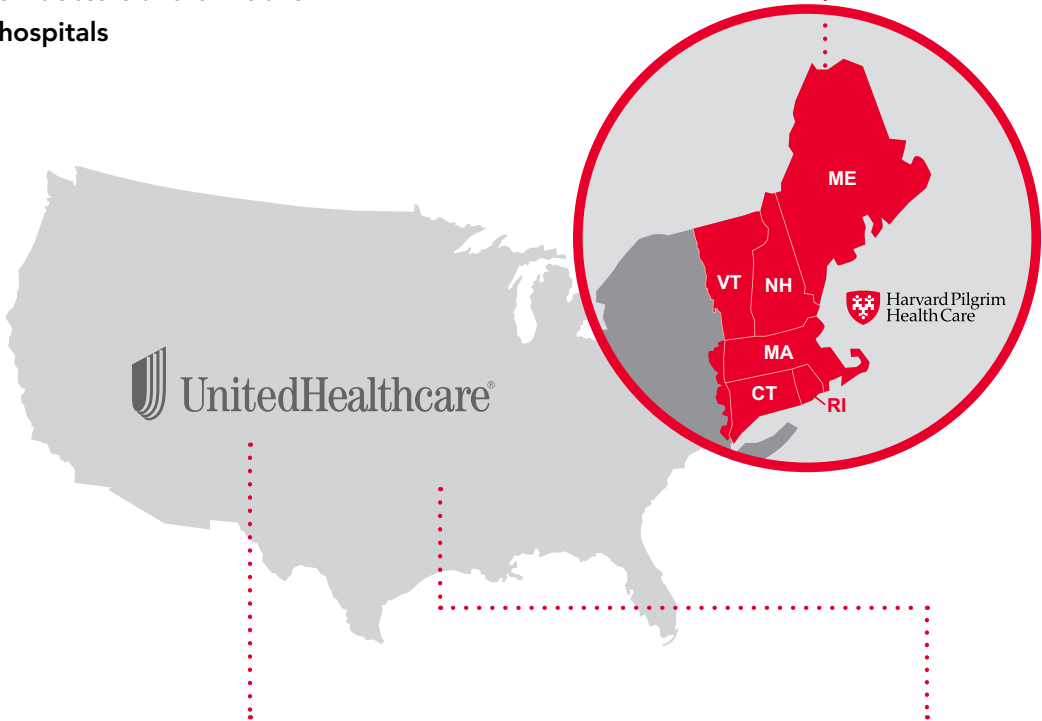 hospitals
ME
VT
NH
Harvard Pilgrim
Health Care
MA
UnitedHealthcare®
CT
RI